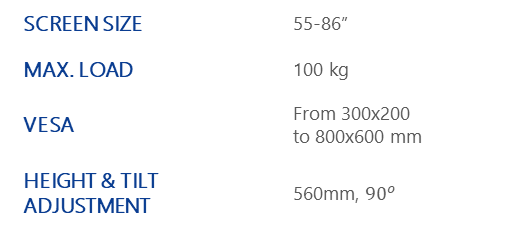 SCREEN SIZE 55-86”
MAX. LOAD 100 kg
VESA From 300x200
to 800x600 mm
HEIGHT & TILT
ADJUSTMENT 560mm, 90º